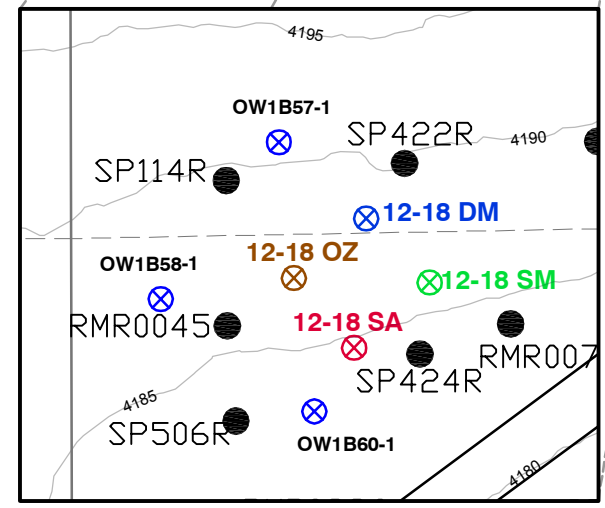 4195
OW1B57-1
SP422R
4190
SP114R
12-18 DM
12-18 OZ
OW1B58-1
12-18 SM
12-18 SA
RMR0045
RMR007
SP424R
4185
SP506R
OW1B60-1
4180